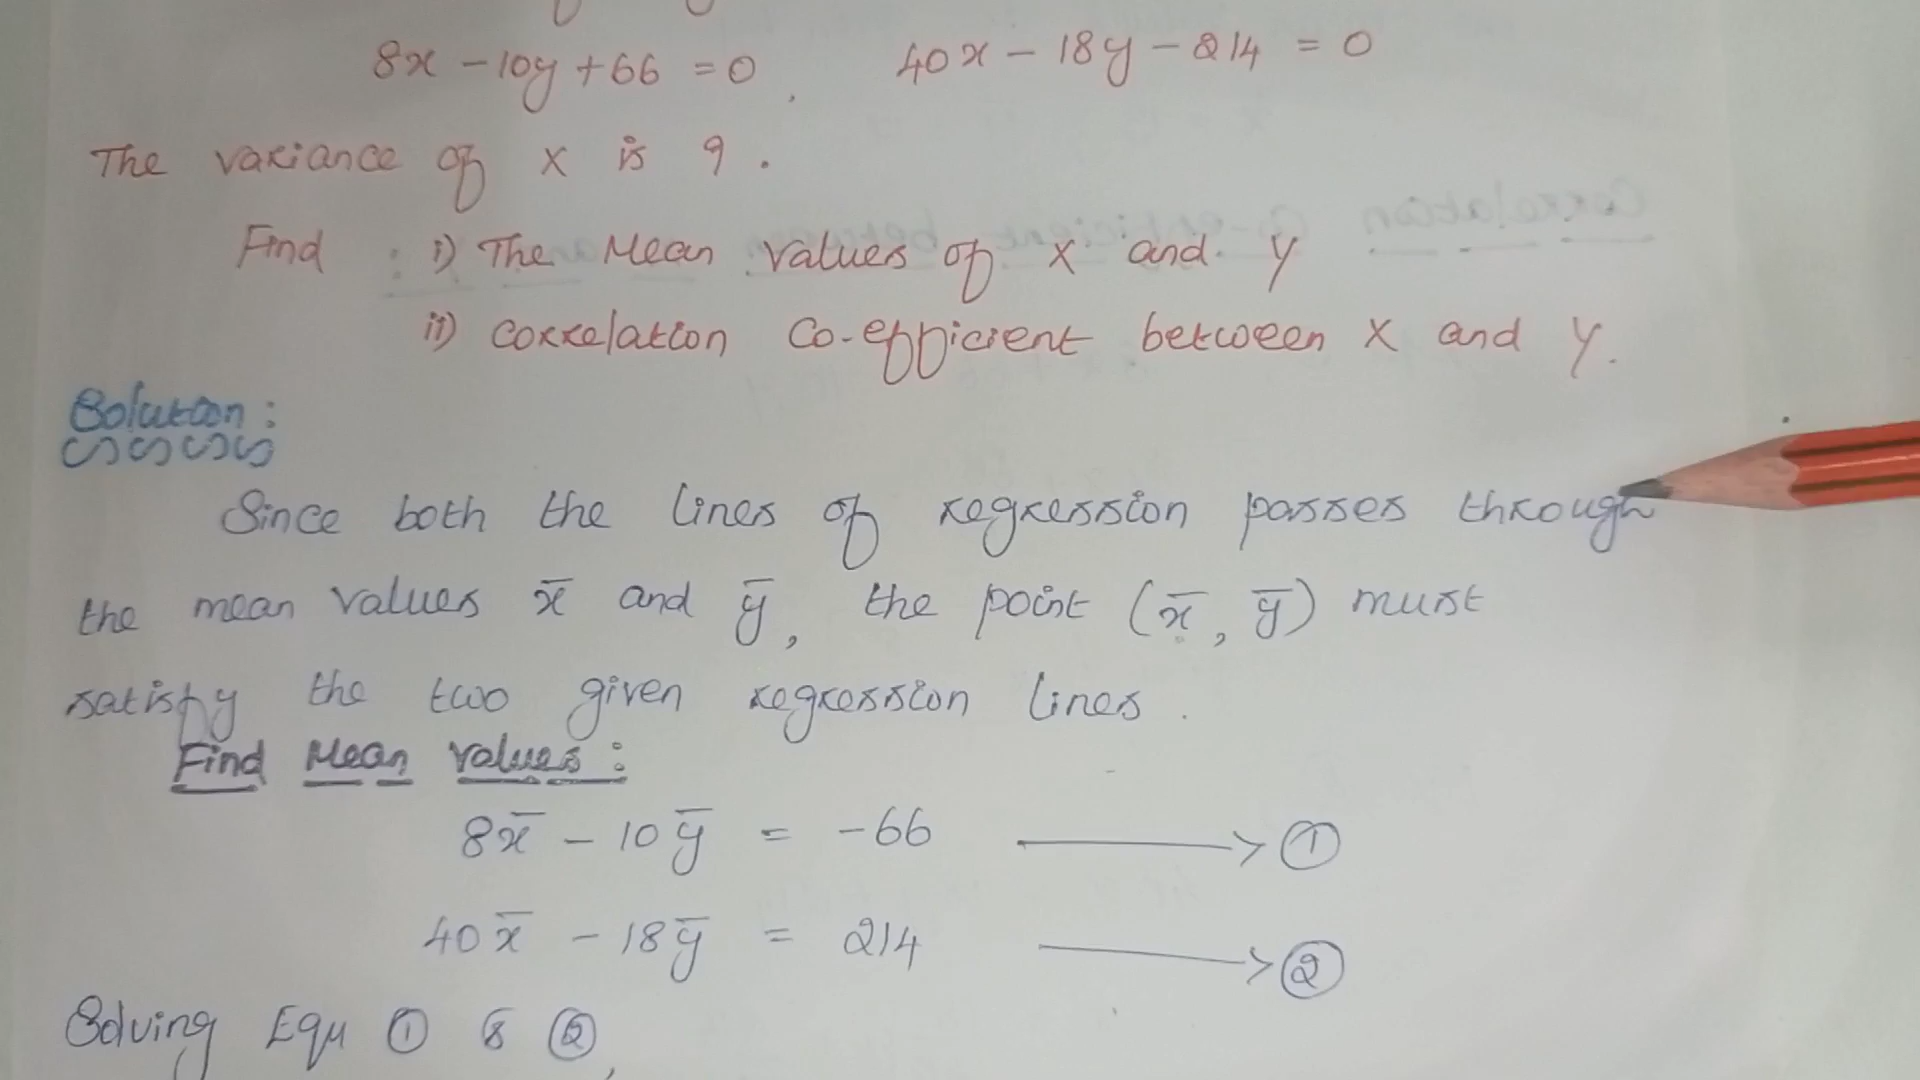 8x - 10y + 66 = 0 , 40x - 18y - 214 = 0
The variance of x is 9 .
Find : i) The Mean values of x and y
ii) correlation co-efficient between x and y.
Solution :
Since both the lines of regression passes through
the mean values x̄ and ȳ, the point (x̄, ȳ) must
satisfy the two given regression lines .
Find Mean values :
8x̄ - 10ȳ = -66 → ①
40x̄ - 18ȳ = 214 → ②
Solving Equ ① & ②,